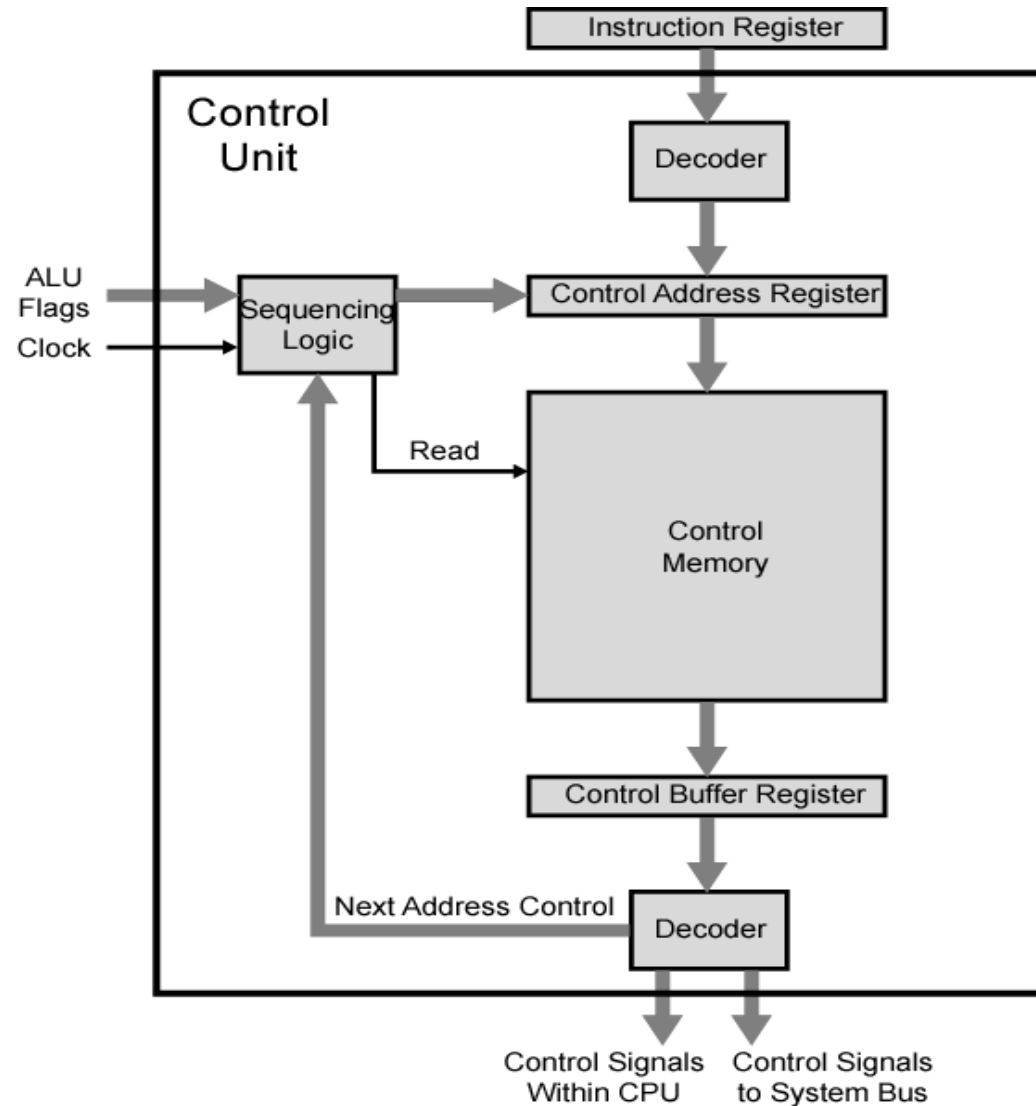 Instruction Register
Control
Unit
Decoder
ALU
Flags
Control Address Register
Sequencing
Logic
Clock
Read
Control
Memory
Control Buffer Register
Next Address Control
Decoder
Control Signals
Within CPU
Control Signals
to System Bus